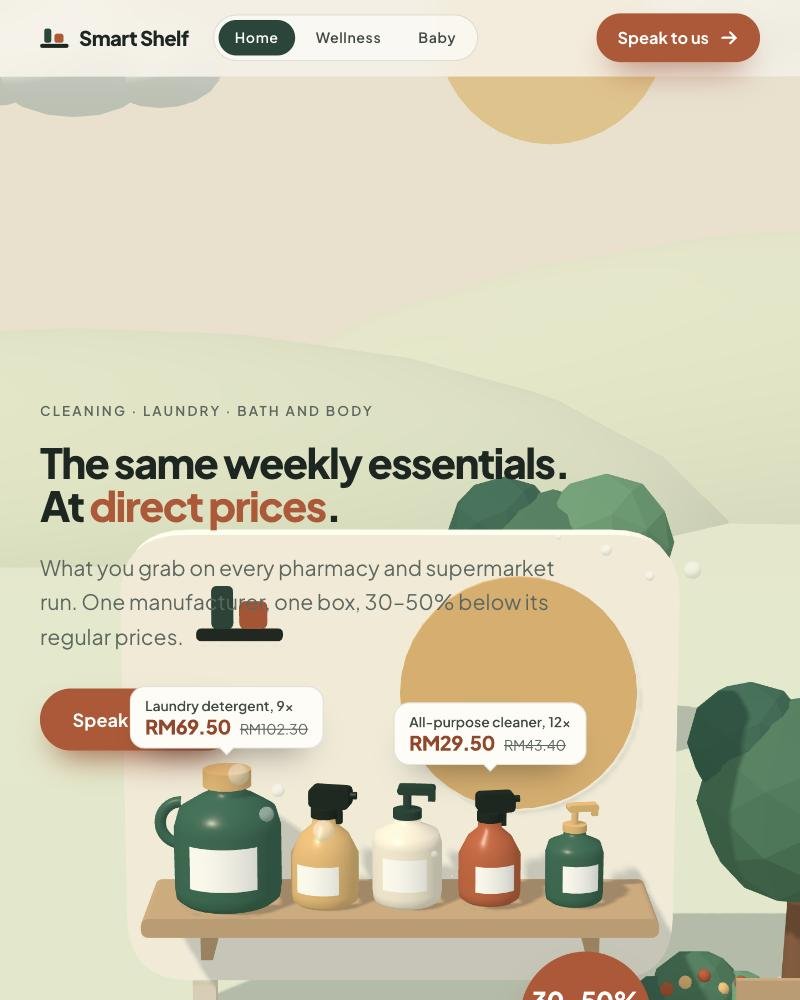 Smart Shelf
Home
Wellness
Baby
Speak to us
CLEANING · LAUNDRY · BATH AND BODY
The same weekly essentials.
At direct prices.
What you grab on every pharmacy and supermarket
run. One manufacturer, one box, 30–50% below its
regular prices.
Speak
Laundry detergent, 9×
RM69.50 RM102.30
All-purpose cleaner, 12×
RM29.50 RM43.40
30–50%